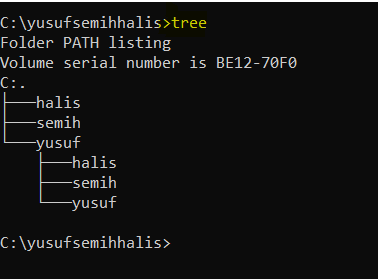 C:\yusufsemihhalis>tree
Folder PATH listing
Volume serial number is BE12-70F0
C:.
├───halis
├───semih
└───yusuf
    ├───halis
    ├───semih
    └───yusuf

C:\yusufsemihhalis>